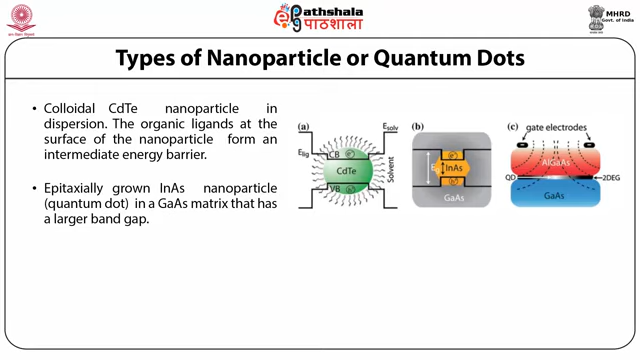 ePathshala
पाठशाला
MHRD
Govt. of India
Types of Nanoparticle or Quantum Dots
• Colloidal CdTe nanoparticle in
dispersion. The organic ligands at the
surface of the nanoparticle form an
intermediate energy barrier.
• Epitaxially grown InAs nanoparticle
(quantum dot) in a GaAs matrix that has
a larger band gap.
(a)
Esolv
Elig
CB
e
CdTe
VB
h
Solvent
(b)
e
E
InAs
h
GaAs
(c)
gate electrodes
AlGaAs
QD
2DEG
GaAs